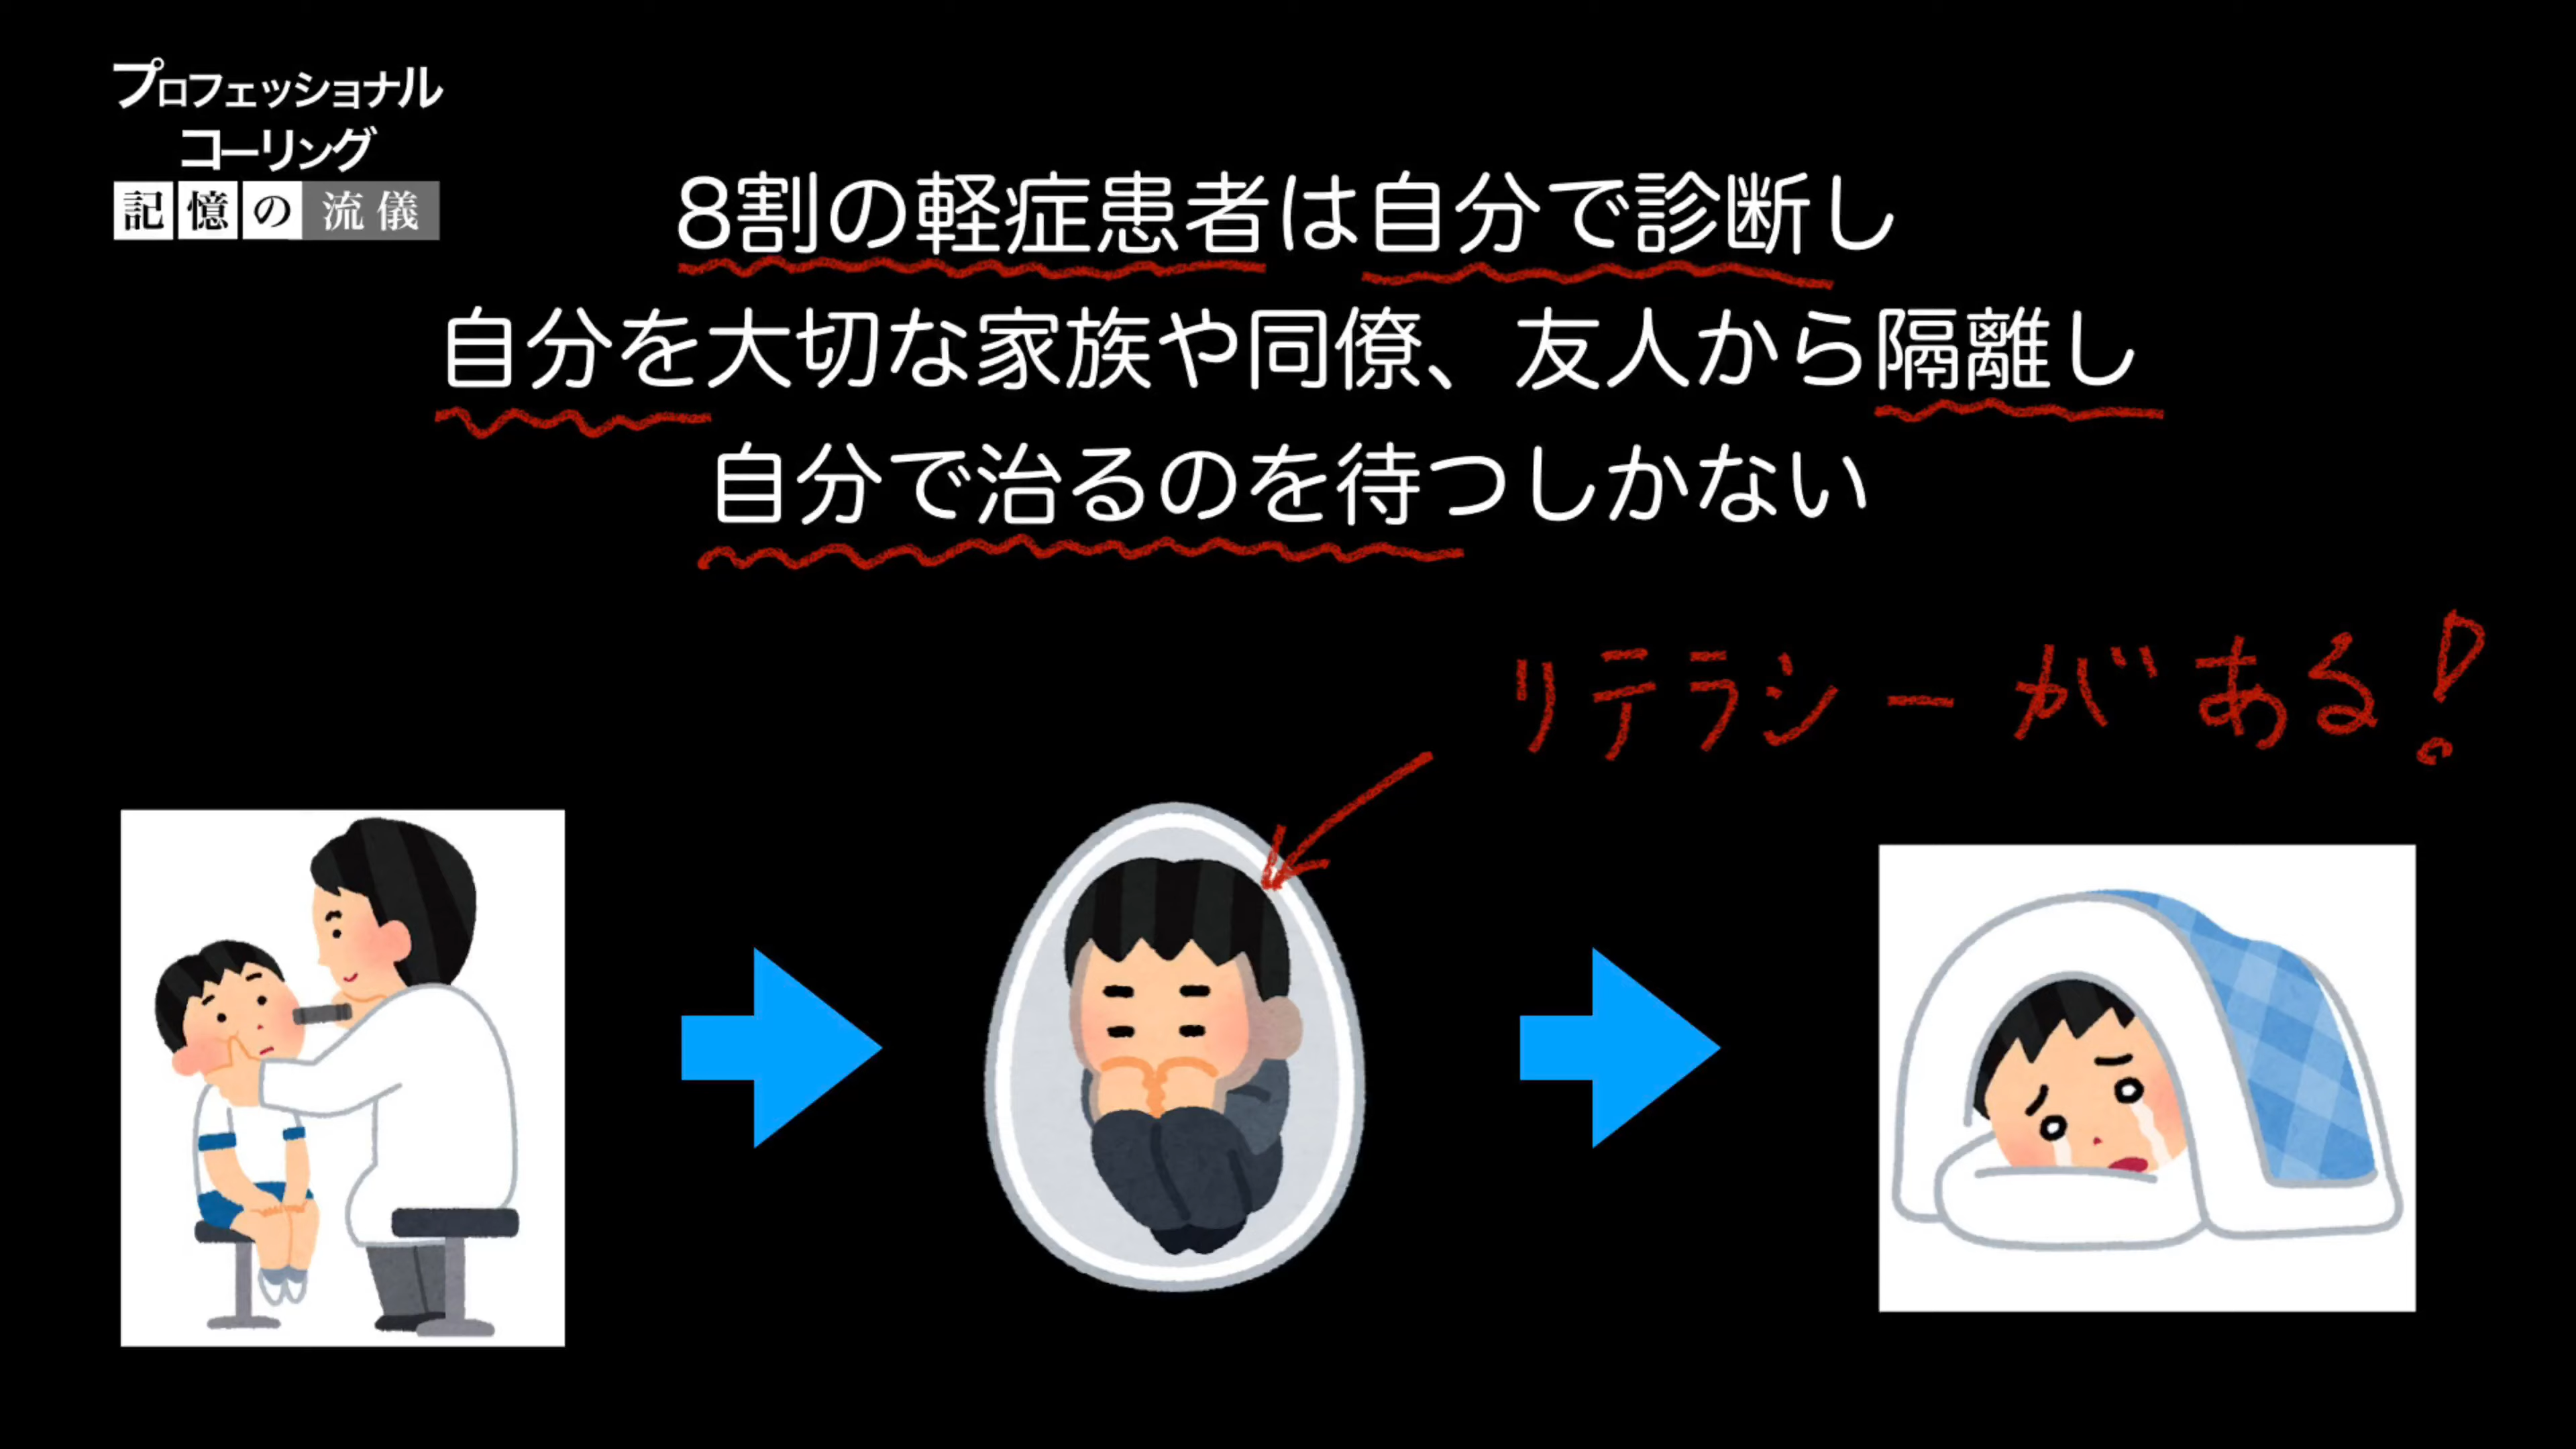 プロフェッショナル
コーリング
記憶の流儀
8割の軽症患者は自分で診断し
自分を大切な家族や同僚、友人から隔離し
自分で治るのを待つしかない
リテラシーがある!